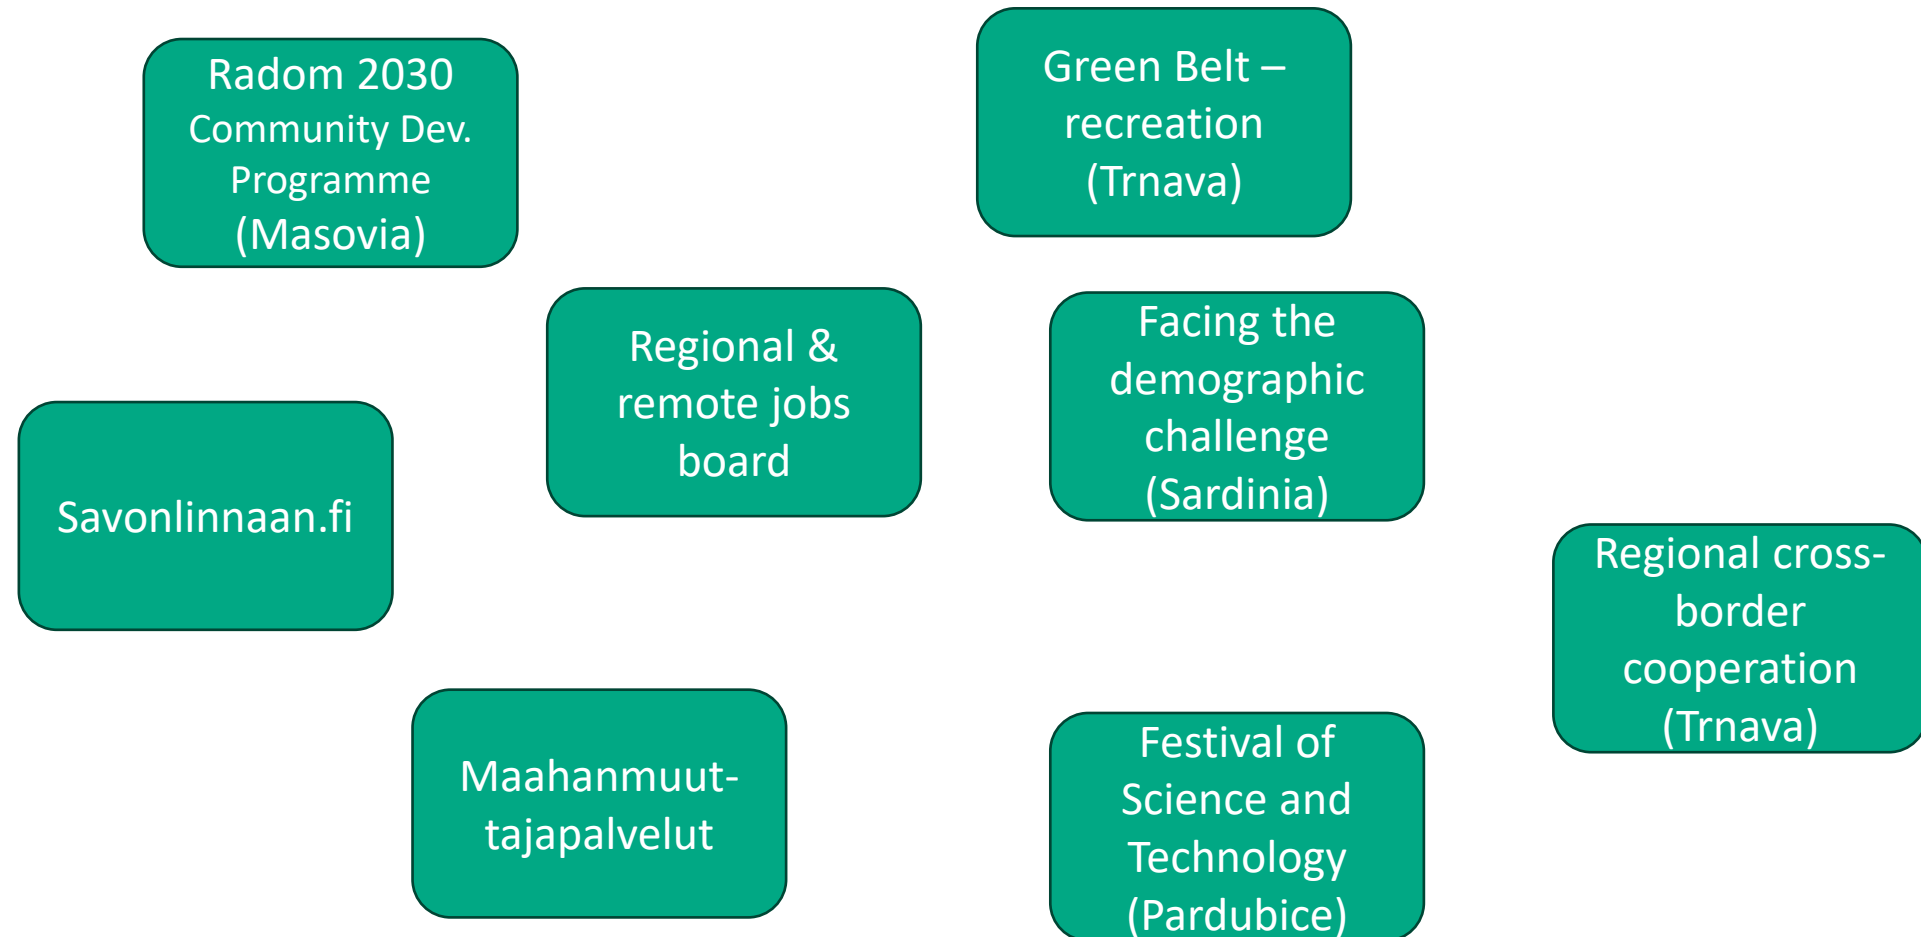 Radom 2030
Community Dev.
Programme
(Masovia)
Green Belt –
recreation
(Trnava)
Regional &
remote jobs
board
Facing the
demographic
challenge
(Sardinia)
Savonlinnaan.fi
Regional cross-
border
cooperation
(Trnava)
Maahanmuut-
tajapalvelut
Festival of
Science and
Technology
(Pardubice)